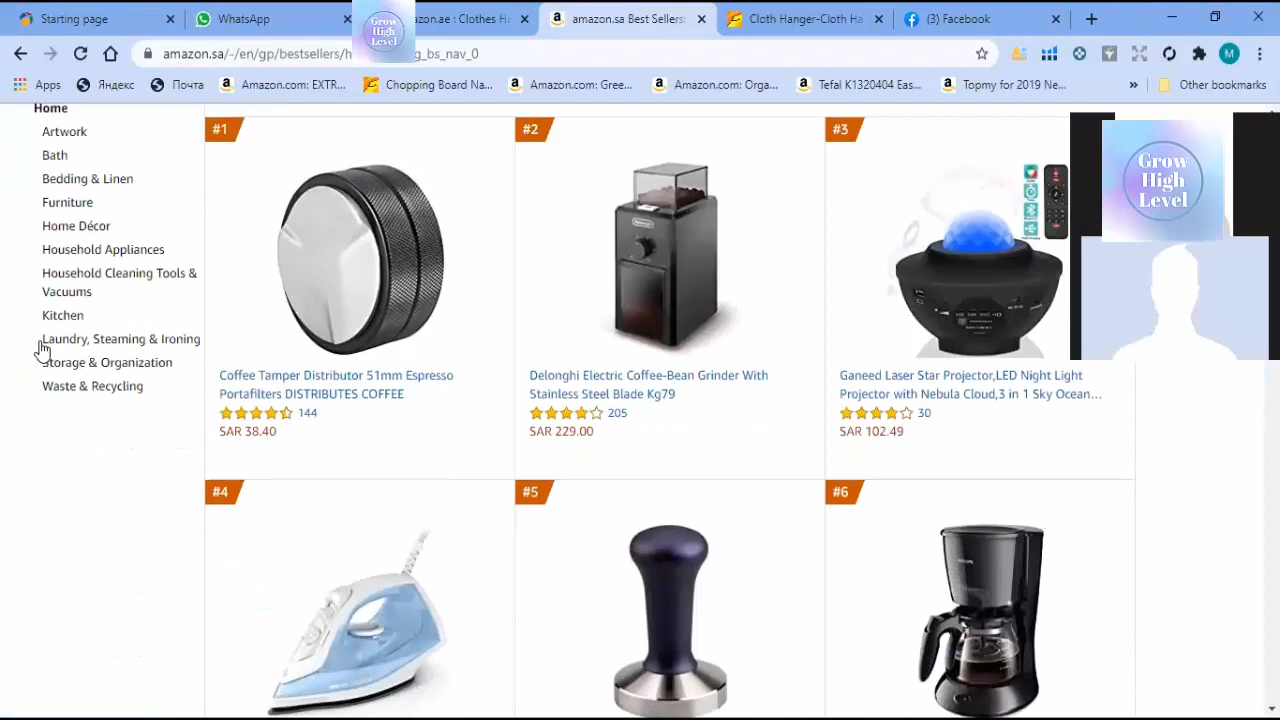 Starting page
WhatsApp
azon.ae : Clothes Ha
amazon.sa Best Sellers:
Cloth Hanger-Cloth Ha
(3) Facebook
Grow
High
Level
amazon.sa/-/en/gp/bestsellers/h
g_bs_nav_0
M
Apps
Яндекс
Почта
Amazon.com: EXTR...
Chopping Board Na...
Amazon.com: Gree...
Amazon.com: Orga...
Tefal K1320404 Eas...
Topmy for 2019 Ne...
»
Other bookmarks
Home
Artwork
Bath
Bedding & Linen
Furniture
Home Décor
Household Appliances
Household Cleaning Tools &
Vacuums
Kitchen
Laundry, Steaming & Ironing
Storage & Organization
Waste & Recycling
#1
Coffee Tamper Distributor 51mm Espresso
Portafilters DISTRIBUTES COFFEE
144
SAR 38.40
#2
Delonghi Electric Coffee-Bean Grinder With
Stainless Steel Blade Kg79
205
SAR 229.00
#3
Ganeed Laser Star Projector,LED Night Light
Projector with Nebula Cloud,3 in 1 Sky Ocean...
30
SAR 102.49
Grow
High
Level
#4
#5
#6